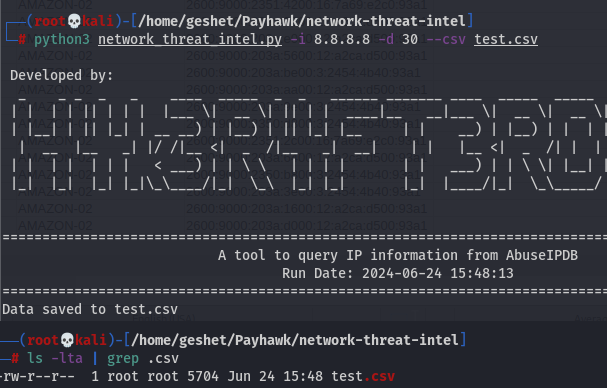 (root💀kali)-[/home/geshet/Payhawk/network-threat-intel]
# python3 network_threat_intel.py -i 8.8.8.8 -d 30 --csv test.csv
Developed by:
A tool to query IP information from AbuseIPDB
Run Date: 2024-06-24 15:48:13
Data saved to test.csv
(root💀kali)-[/home/geshet/Payhawk/network-threat-intel]
# ls -lta | grep .csv
-rw-r--r-- 1 root root 5704 Jun 24 15:48 test.csv